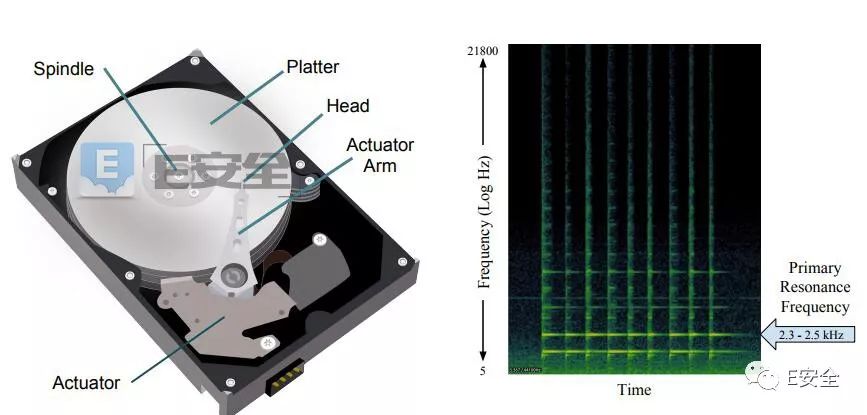 Spindle
Platter
Head
Actuator
Arm
Actuator
E安全
21800
Frequency (Log Hz)
5
Time
Primary
Resonance
Frequency
2.3 - 2.5 kHz
E安全